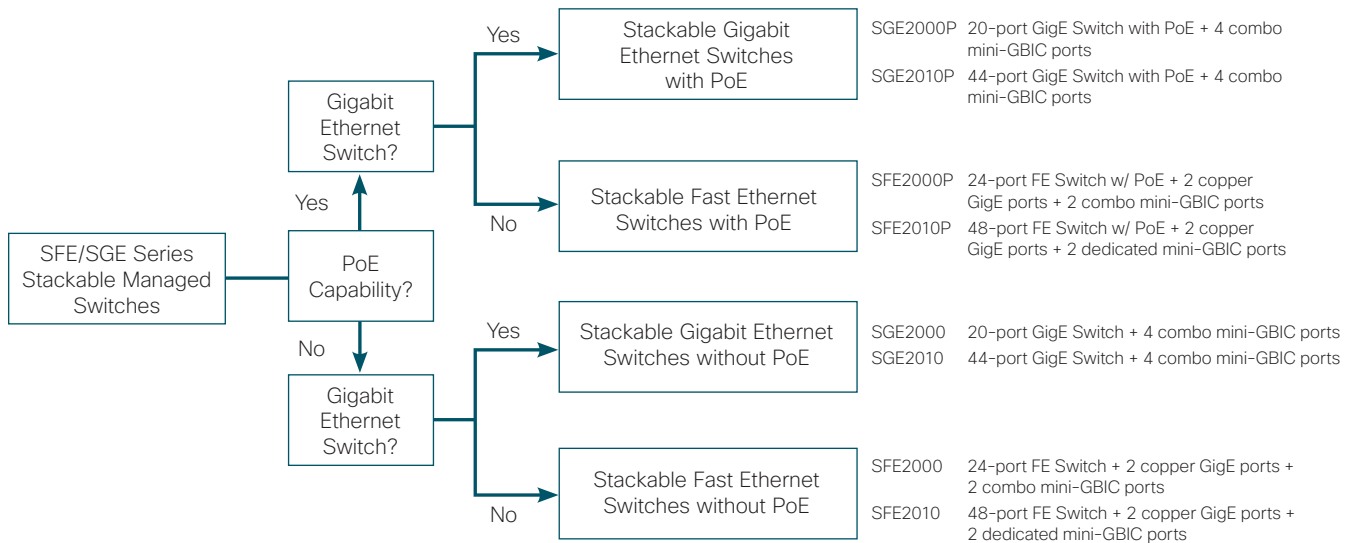 SFE/SGE Series
Stackable Managed
Switches
PoE
Capability?
Yes
No
Gigabit
Ethernet
Switch?
Yes
No
Stackable Gigabit
Ethernet Switches
with PoE
SGE2000P 20-port GigE Switch with PoE + 4 combo
mini-GBIC ports
SGE2010P 44-port GigE Switch with PoE + 4 combo
mini-GBIC ports
Stackable Fast Ethernet
Switches with PoE
SFE2000P 24-port FE Switch w/ PoE + 2 copper
GigE ports + 2 combo mini-GBIC ports
SFE2010P 48-port FE Switch w/ PoE + 2 copper
GigE ports + 2 dedicated mini-GBIC ports
Gigabit
Ethernet
Switch?
Yes
No
Stackable Gigabit Ethernet
Switches without PoE
SGE2000 20-port GigE Switch + 4 combo mini-GBIC ports
SGE2010 44-port GigE Switch + 4 combo mini-GBIC ports
Stackable Fast Ethernet
Switches without PoE
SFE2000 24-port FE Switch + 2 copper GigE ports +
2 combo mini-GBIC ports
SFE2010 48-port FE Switch + 2 copper GigE ports +
2 dedicated mini-GBIC ports